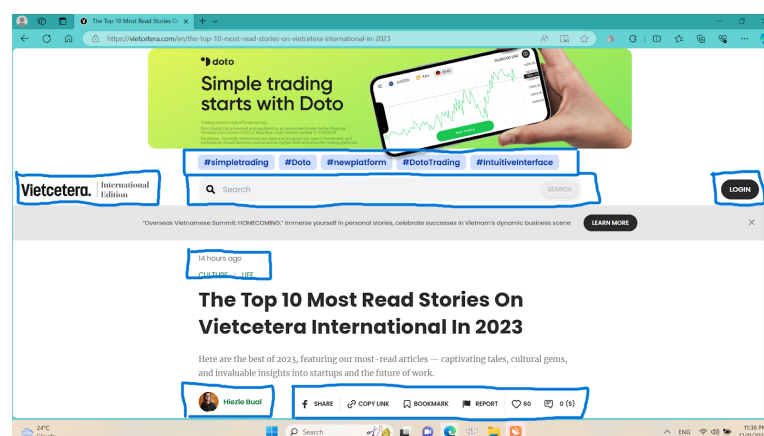 The Top 10 Most Read Stories On
https://vietcetera.com/en/the-top-10-most-read-stories-on-vietcetera-international-in-2023
doto
Simple trading
starts with Doto
#simpletrading #Doto #newplatform #DotoTrading #IntuitiveInterface
Vietcetera. International
Edition
Search SEARCH
LOGIN
"Overseas Vietnamese Summit: HOMECOMING." Immerse yourself in personal stories, celebrate successes in Vietnam's dynamic business scene LEARN MORE
14 hours ago
CULTURE LIFE
The Top 10 Most Read Stories On
Vietcetera International In 2023
Here are the best of 2023, featuring our most-read articles — captivating tales, cultural gems,
and invaluable insights into startups and the future of work.
Hiezle Bual
SHARE COPY LINK BOOKMARK REPORT 60 0 (s)
24°C
Cloudy
Search
ENG
11:38 PM